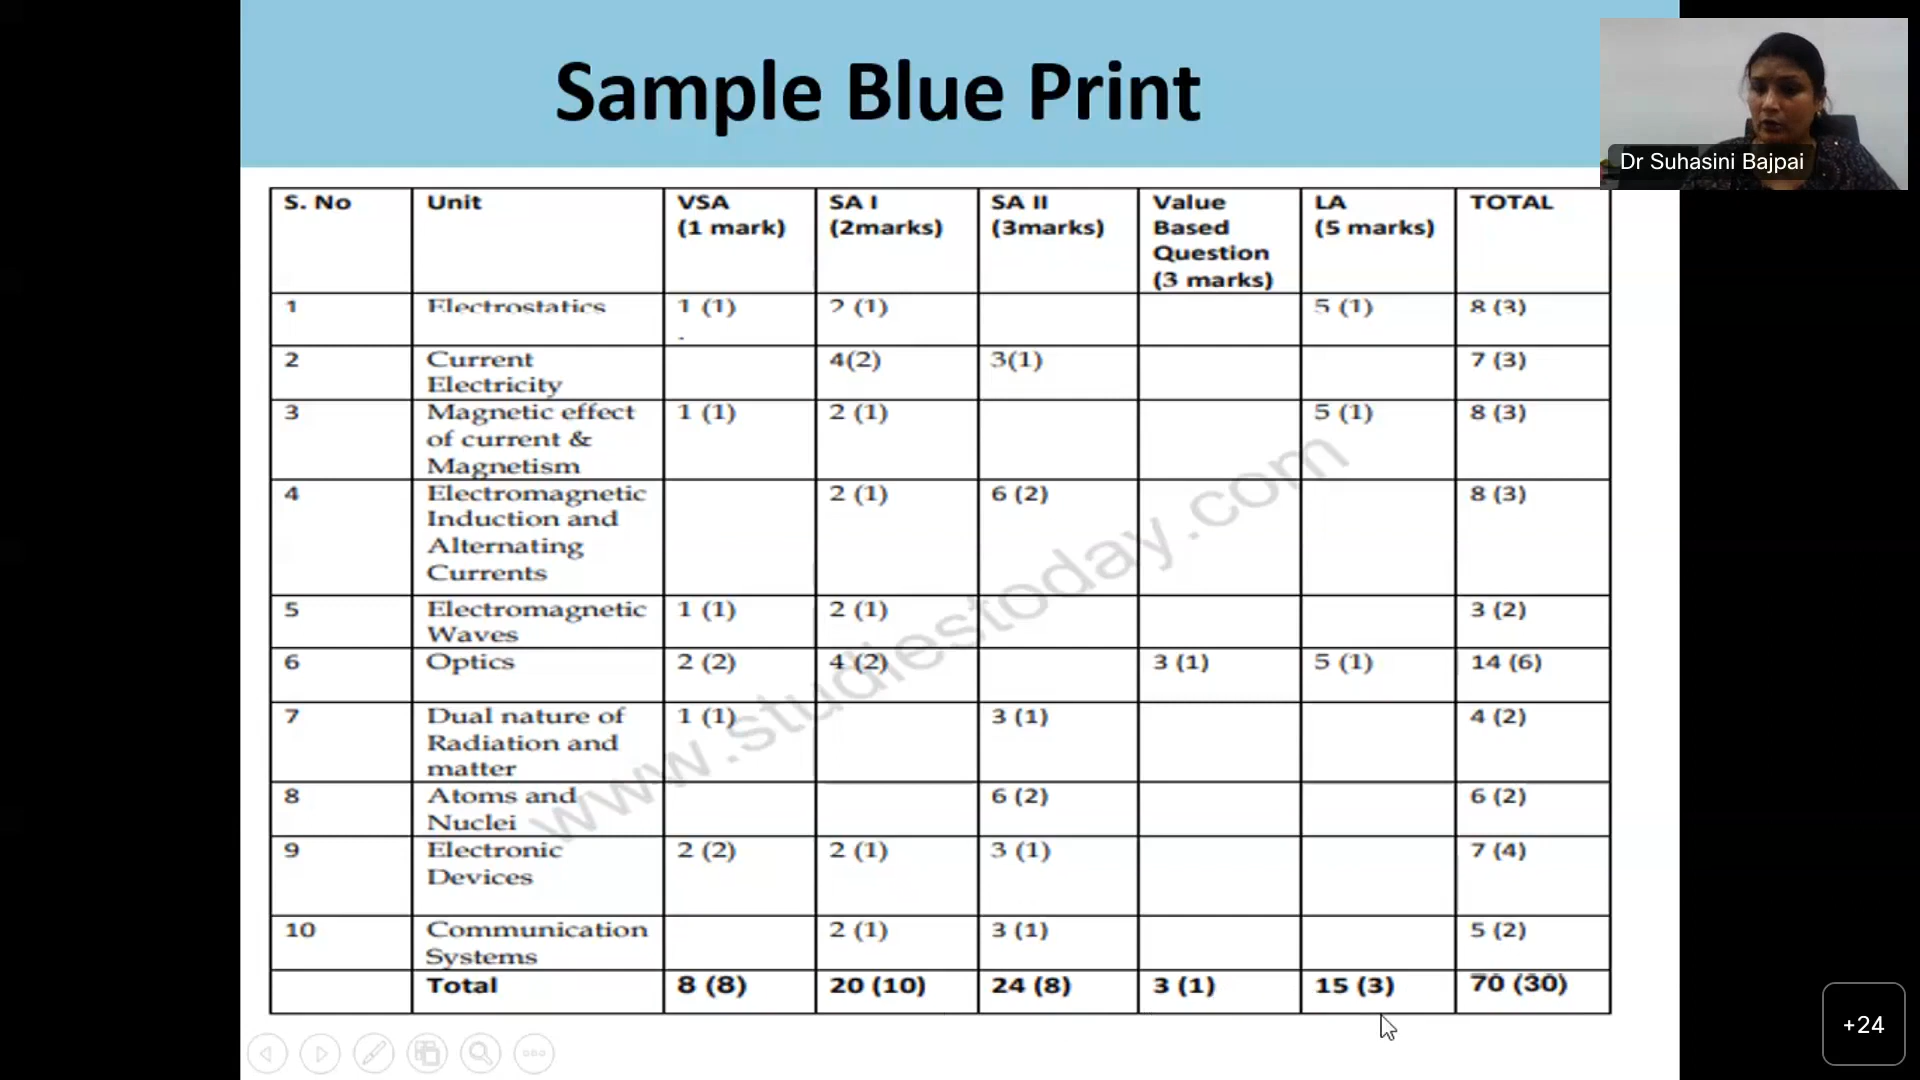 Sample Blue Print
Dr Suhasini Bajpai
S. No Unit VSA (1 mark) SA I (2marks) SA II (3marks) Value Based Question (3 marks) LA (5 marks) TOTAL
1 Electrostatics 1 (1) 2 (1) 5 (1) 8 (3)
2 Current Electricity 4(2) 3(1) 7 (3)
3 Magnetic effect of current & Magnetism 1 (1) 2 (1) 5 (1) 8 (3)
4 Electromagnetic Induction and Alternating Currents 2 (1) 6 (2) 8 (3)
5 Electromagnetic Waves 1 (1) 2 (1) 3 (2)
6 Optics 2 (2) 4 (2) 3 (1) 5 (1) 14 (6)
7 Dual nature of Radiation and matter 1 (1) 3 (1) 4 (2)
8 Atoms and Nuclei 6 (2) 6 (2)
9 Electronic Devices 2 (2) 2 (1) 3 (1) 7 (4)
10 Communication Systems 2 (1) 3 (1) 5 (2)
Total 8 (8) 20 (10) 24 (8) 3 (1) 15 (3) 70 (30)
www.studiestoday.com
+24